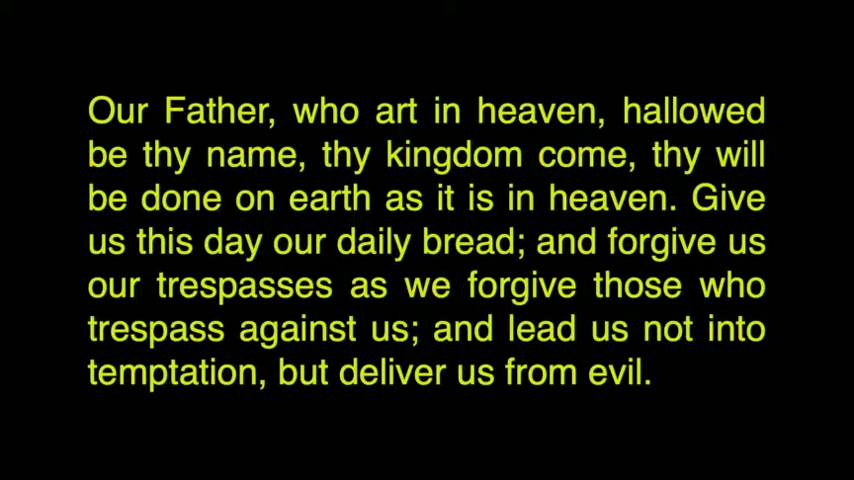 Our Father, who art in heaven, hallowed
be thy name, thy kingdom come, thy will
be done on earth as it is in heaven. Give
us this day our daily bread; and forgive us
our trespasses as we forgive those who
trespass against us; and lead us not into
temptation, but deliver us from evil.